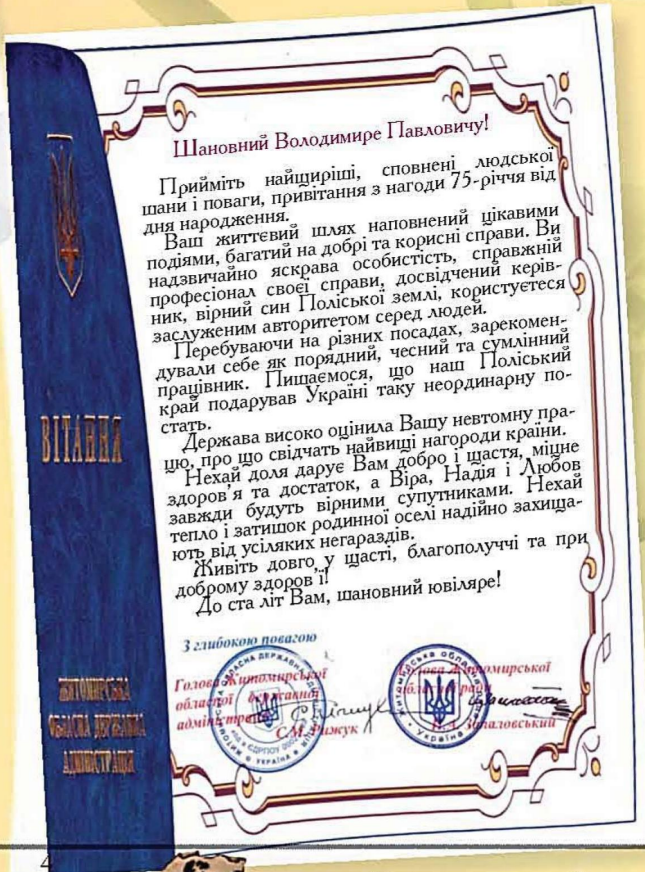 Шановний Володимире Павловичу!
Прийміть найщиріші, сповнені людської
шани і поваги, привітання з нагоди 75-річчя від
дня народження.
Ваш життєвий шлях наповнений цікавими
подіями, багатий на добрі та корисні справи. Ви
надзвичайно яскрава особистість, справжній
професіонал своєї справи, досвідчений керів-
ник, вірний син Поліської землі, користуєтеся
заслуженим авторитетом серед людей.
Перебуваючи на різних посадах, зарекомен-
дували себе як порядний, чесний та сумлінний
працівник. Пишаємося, що наш Поліський
край подарував Україні таку неординарну по-
стать.
Держава високо оцінила Вашу невтомну пра-
цю, про що свідчать найвищі нагороди країни.
Нехай доля дарує Вам добро і щастя, міцне
здоров'я та достаток, а Віра, Надія і Любов
завжди будуть вірними супутниками. Нехай
тепло і затишок родинної оселі надійно захища-
ють від усіляких негараздів.
Живіть довго у щасті, благополуччі та при
доброму здоров'ї!
До ста літ Вам, шановний ювіляре!
З глибокою повагою
Голова Житомирської
обласної державної
адміністрації
С.М. Рижук
Голова Житомирської
обласної ради
ВІТАННЯ
ЖИТОМИРСЬКА
ОБЛАСНА ДЕРЖАВНА
АДМІНІСТРАЦІЯ
4